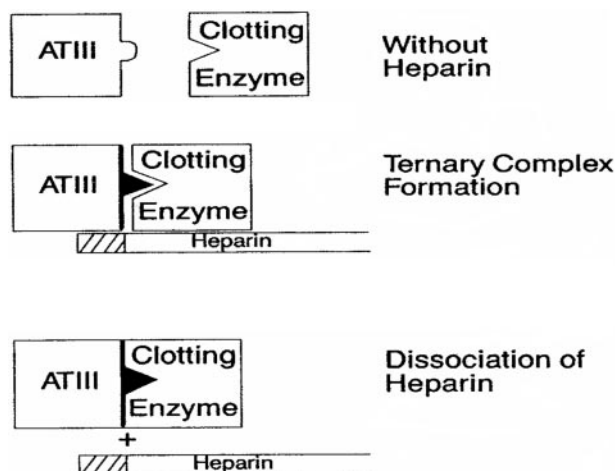 ATIII
Clotting
Enzyme
Without
Heparin
ATIII
Clotting
Enzyme
Heparin
Ternary Complex
Formation
ATIII
Clotting
Enzyme
+
Heparin
Dissociation of
Heparin